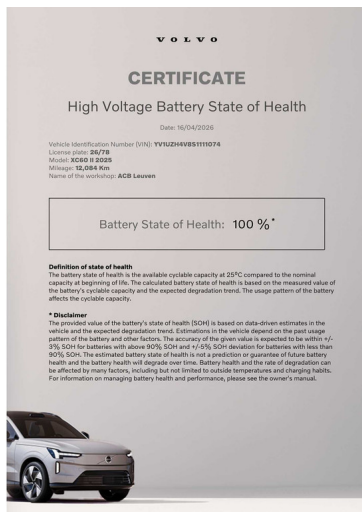 VOLVO
CERTIFICATE
High Voltage Battery State of Health
Date: 16/04/2026
Vehicle Identification Number (VIN): YV1UZH4V8S1111074
License plate: 26/78
Model: XC60 II 2025
Mileage: 12,084 Km
Name of the workshop: ACB Leuven
Battery State of Health: 100 %*
Definition of state of health
The battery state of health is the available cyclable capacity at 25°C compared to the nominal
capacity at beginning of life. The calculated battery state of health is based on the measured value of
the battery's cyclable capacity and the expected degradation trend. The usage pattern of the battery
affects the cyclable capacity.
* Disclaimer
The provided value of the battery's state of health (SOH) is based on data-driven estimates in the
vehicle and the expected degradation trend. Estimations in the vehicle depend on the past usage
pattern of the battery and other factors. The accuracy of the given value is expected to be within +/-
3% SOH for batteries with above 90% SOH and +/-5% SOH deviation for batteries with less than
90% SOH. The estimated battery state of health is not a prediction or guarantee of future battery
health and the battery health will degrade over time. Battery health and the rate of degradation can
be affected by many factors, including but not limited to outside temperatures and charging habits.
For information on managing battery health and performance, please see the owner's manual.